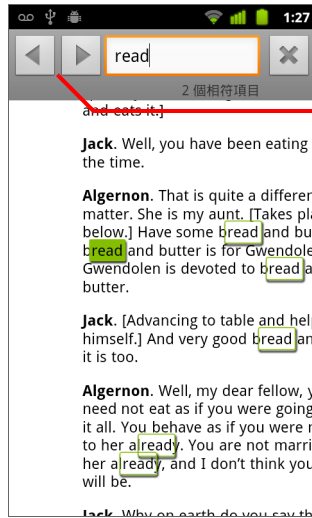 1:27
read
2 個相符項目
and eats it.]
Jack. Well, you have been eating
the time.
Algernon. That is quite a differen
matter. She is my aunt. [Takes pla
below.] Have some bread and bu
bread and butter is for Gwendole
Gwendolen is devoted to bread a
butter.
Jack. [Advancing to table and help
himself.] And very good bread an
it is too.
Algernon. Well, my dear fellow, y
need not eat as if you were going
it all. You behave as if you were m
to her already. You are not marri
her already, and I don't think you
will be.
Jack. Why on earth do you say th